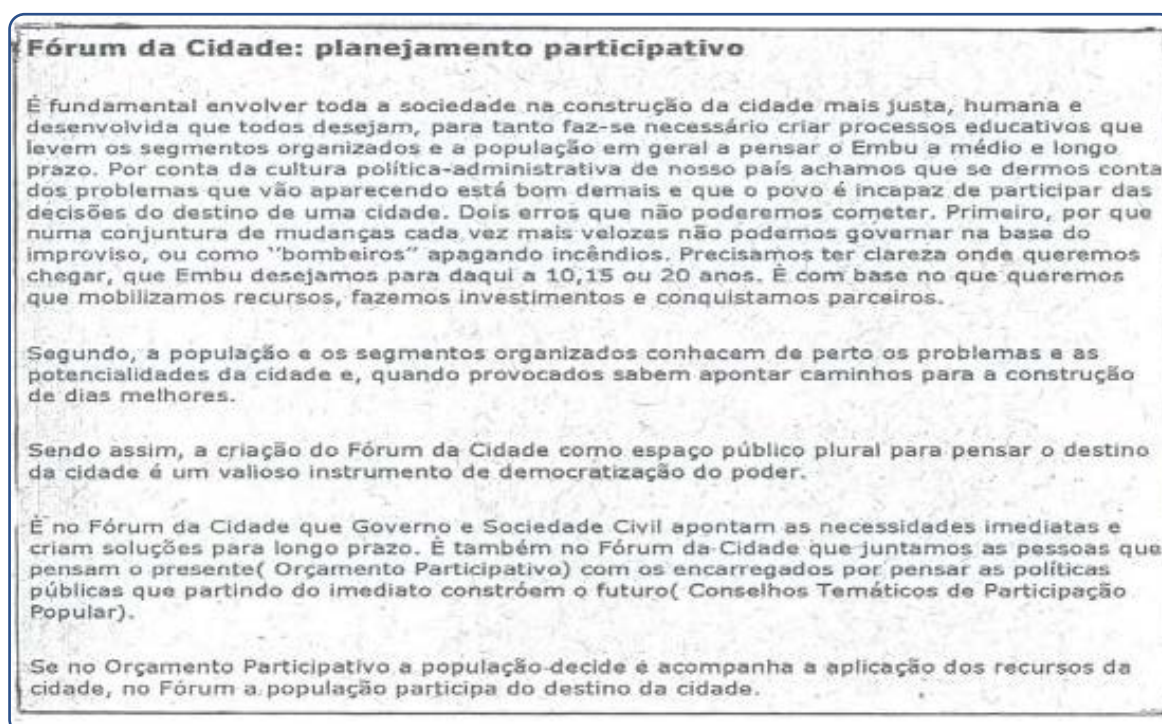 Fórum da Cidade: planejamento participativo
É fundamental envolver toda a sociedade na construção da cidade mais justa, humana e
desenvolvida que todos desejam, para tanto faz-se necessário criar processos educativos que
levem os segmentos organizados e a população em geral a pensar o Embu a médio e longo
prazo. Por conta da cultura política-administrativa de nosso país achamos que se dermos conta
dos problemas que vão aparecendo está bom demais e que o povo é incapaz de participar das
decisões do destino de uma cidade. Dois erros que não poderemos cometer. Primeiro, por que
numa conjuntura de mudanças cada vez mais velozes não podemos governar na base do
improviso, ou como "bombeiros" apagando incêndios. Precisamos ter clareza onde queremos
chegar, que Embu desejamos para daqui a 10,15 ou 20 anos. É com base no que queremos
que mobilizamos recursos, fazemos investimentos e conquistamos parceiros.
Segundo, a população e os segmentos organizados conhecem de perto os problemas e as
potencialidades da cidade e, quando provocados sabem apontar caminhos para a construção
de dias melhores.
Sendo assim, a criação do Fórum da Cidade como espaço público plural para pensar o destino
da cidade é um valioso instrumento de democratização do poder.
É no Fórum da Cidade que Governo e Sociedade Civil apontam as necessidades imediatas e
criam soluções para longo prazo. É também no Fórum da Cidade que juntamos as pessoas que
pensam o presente( Orçamento Participativo) com os encarregados por pensar as políticas
públicas que partindo do imediato constróem o futuro( Conselhos Temáticos de Participação
Popular).
Se no Orçamento Participativo a população decide é acompanha a aplicação dos recursos da
cidade, no Fórum a população participa do destino da cidade.